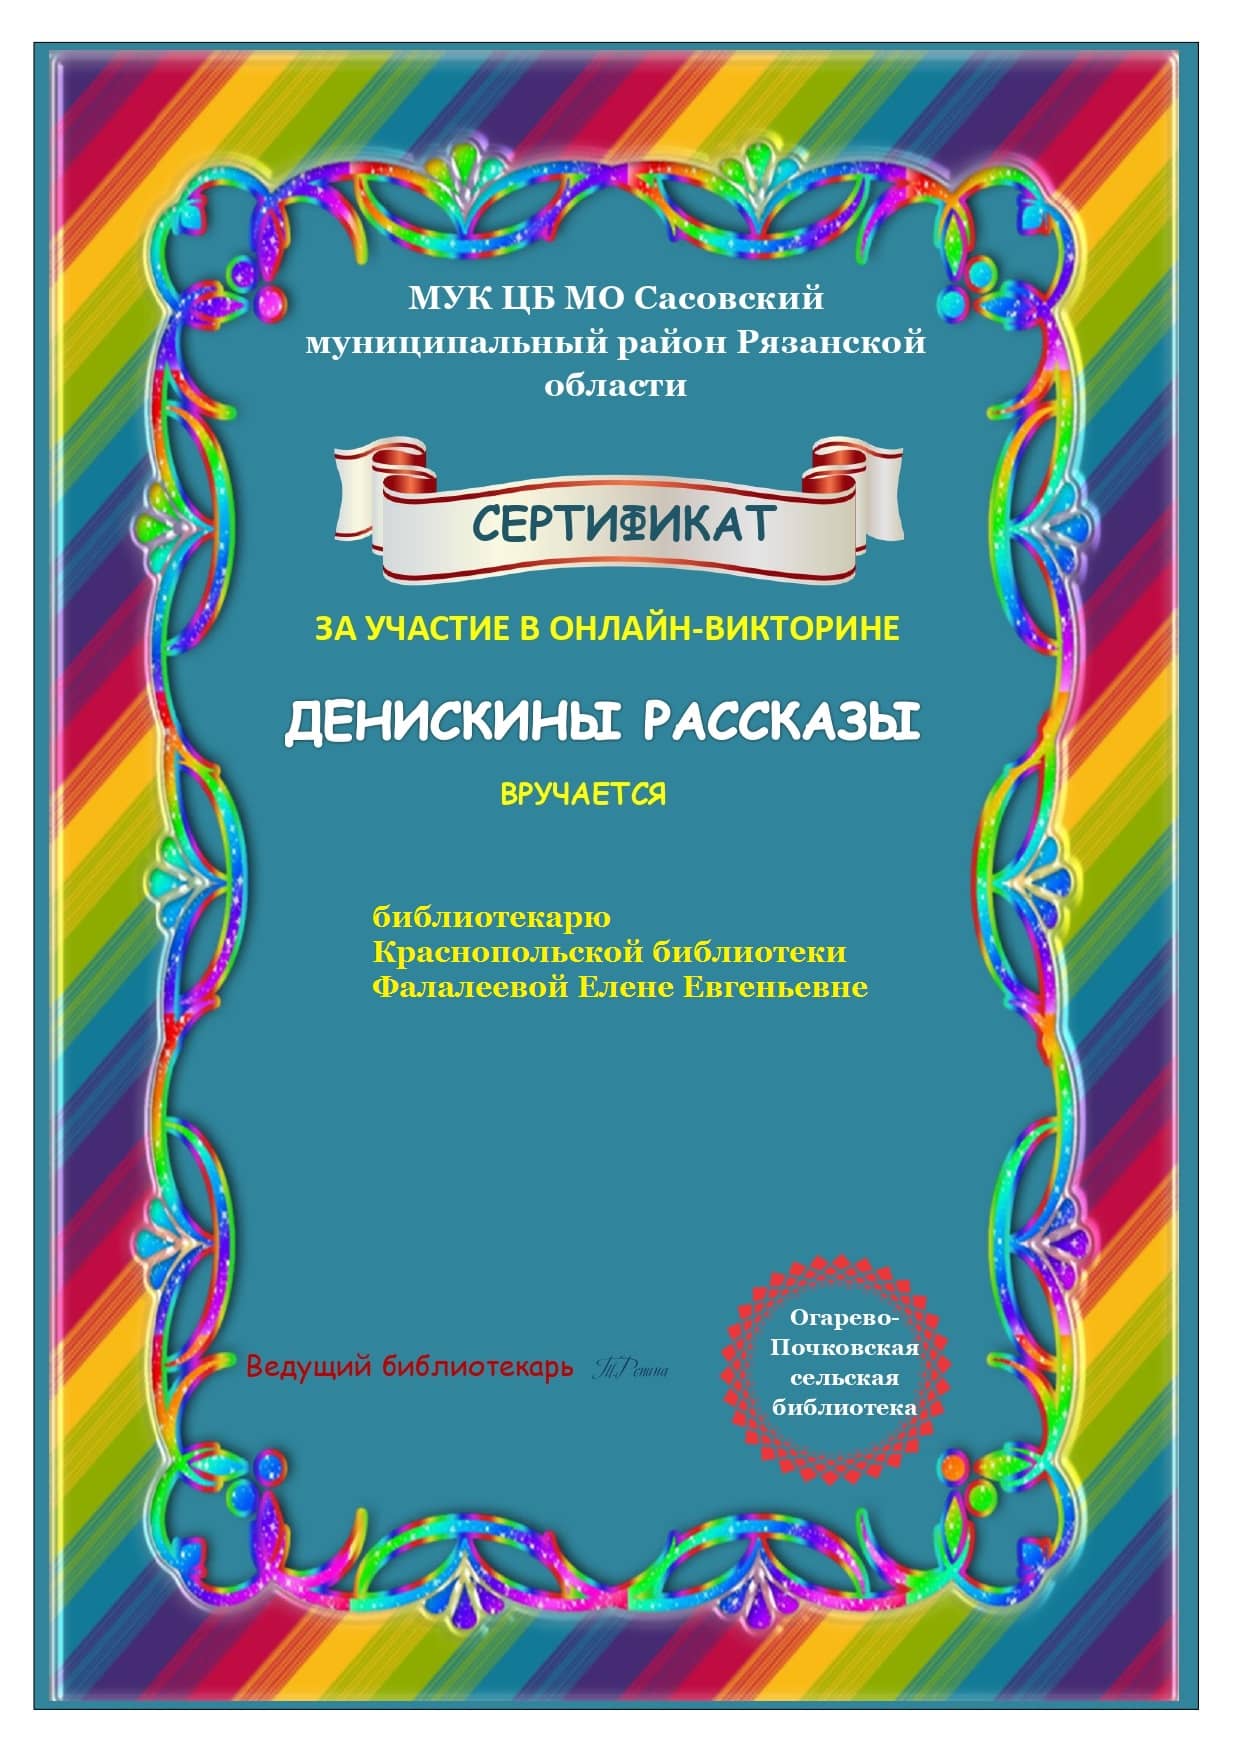 МУК ЦБ МО Сасовский
муниципальный район Рязанской
области
СЕРТИФИКАТ
ЗА УЧАСТИЕ В ОНЛАЙН-ВИКТОРИНЕ
ДЕНИСКИНЫ РАССКАЗЫ
ВРУЧАЕТСЯ
библиотекарю
Краснопольской библиотеки
Фалалеевой Елене Евгеньевне
Ведущий библиотекарь Т.Репина
Огарево-
Почковская
сельская
библиотека